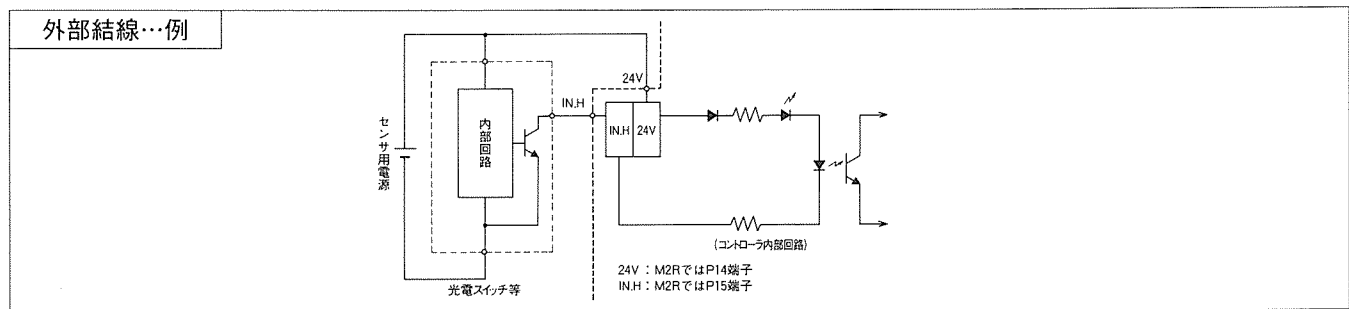 外部結線…例
センサ用電源
内部回路
IN.H
24V
IN.H 24V
(コントローラ内部回路)
24V : M2RではP14端子
IN.H : M2RではP15端子
光電スイッチ等